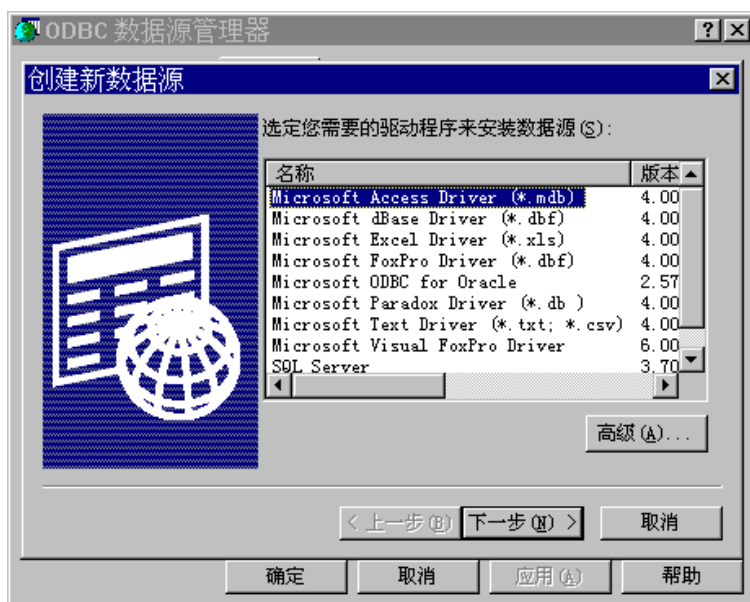 ODBC 数据源管理器
创建新数据源
选定您需要的驱动程序来安装数据源(S):
名称 版本
Microsoft Access Driver (*.mdb) 4.00
Microsoft dBase Driver (*.dbf) 4.00
Microsoft Excel Driver (*.xls) 4.00
Microsoft FoxPro Driver (*.dbf) 4.00
Microsoft ODBC for Oracle 2.57
Microsoft Paradox Driver (*.db ) 4.00
Microsoft Text Driver (*.txt; *.csv) 4.00
Microsoft Visual FoxPro Driver 6.00
SQL Server 3.70
高级(A)...
< 上一步(B) 下一步(N) > 取消
确定 取消 应用(A) 帮助